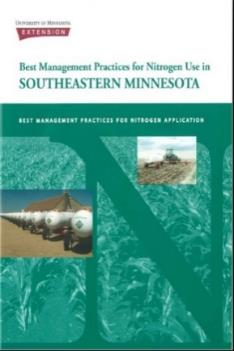 UNIVERSITY OF MINNESOTA
EXTENSION
Best Management Practices for Nitrogen Use in
SOUTHEASTERN MINNESOTA
BEST MANAGEMENT PRACTICES FOR NITROGEN APPLICATION
N